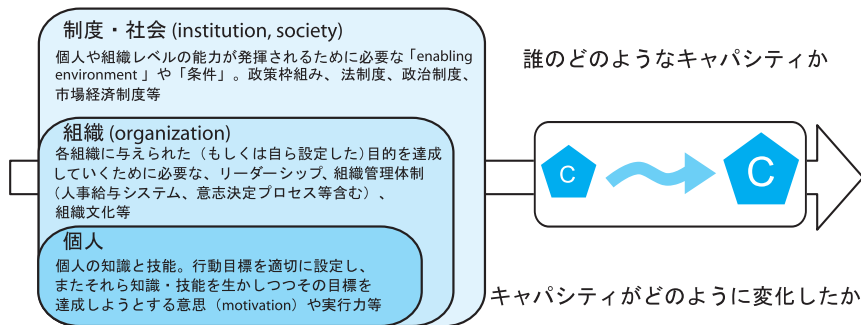 制度・社会 (institution, society)
個人や組織レベルの能力が発揮されるために必要な「enabling
environment 」や「条件」。政策枠組み、法制度、政治制度、
市場経済制度等
組織 (organization)
各組織に与えられた（もしくは自ら設定した）目的を達成
していくために必要な、リーダーシップ、組織管理体制
（人事給与システム、意志決定プロセス等含む）、
組織文化等
個人
個人の知識と技能。行動目標を適切に設定し、
またそれら知識・技能を生かしつつその目標を
達成しようとする意思（motivation）や実行力等
誰のどのようなキャパシティか
C
C
キャパシティがどのように変化したか